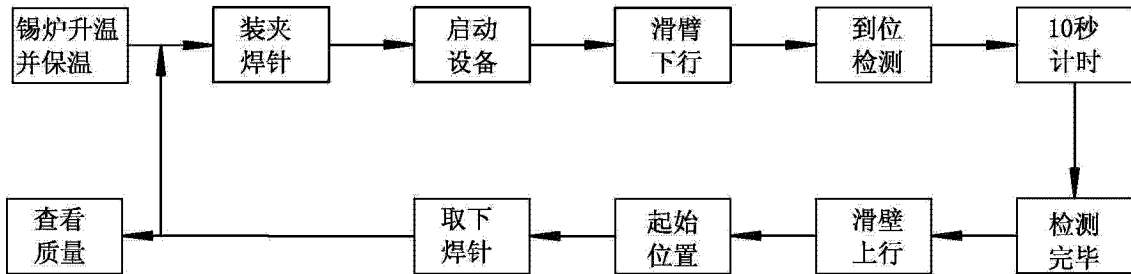 锡炉升温
并保温
装夹
焊针
启动
设备
滑臂
下行
到位
检测
10秒
计时
查看
质量
取下
焊针
起始
位置
滑壁
上行
检测
完毕